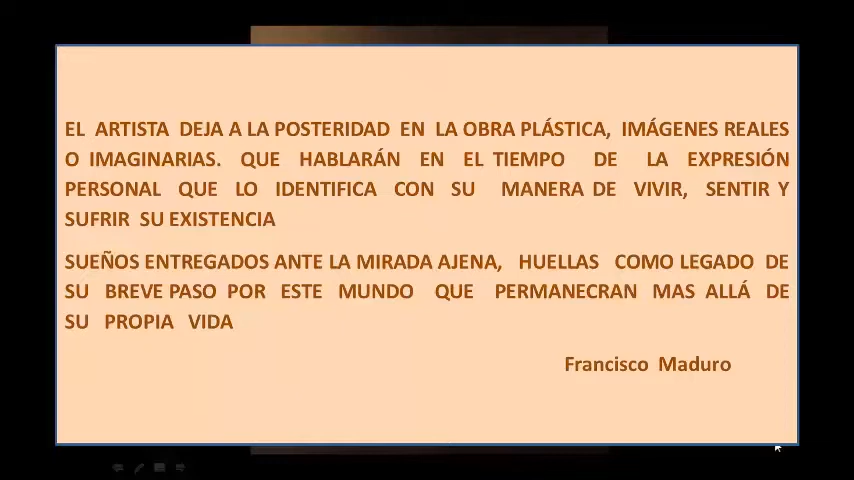 EL ARTISTA DEJA A LA POSTERIDAD EN LA OBRA PLÁSTICA, IMÁGENES REALES
O IMAGINARIAS. QUE HABLARÁN EN EL TIEMPO DE LA EXPRESIÓN
PERSONAL QUE LO IDENTIFICA CON SU MANERA DE VIVIR, SENTIR Y
SUFRIR SU EXISTENCIA
SUEÑOS ENTREGADOS ANTE LA MIRADA AJENA, HUELLAS COMO LEGADO DE
SU BREVE PASO POR ESTE MUNDO QUE PERMANECRAN MAS ALLÁ DE
SU PROPIA VIDA
Francisco Maduro